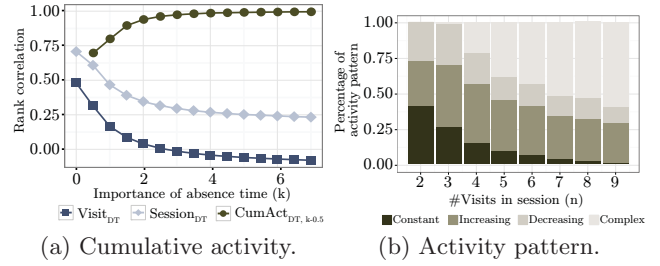 1.00
0.75
0.50
0.25
0.00
Rank correlation
0 2 4 6
Importance of absence time (k)
Visit_DT Session_DT CumAct_DT, k-0.5
(a) Cumulative activity.
1.00
0.75
0.50
0.25
0.00
Percentage of
activity pattern
2 3 4 5 6 7 8 9
#Visits in session (n)
Constant Increasing Decreasing Complex
(b) Activity pattern.